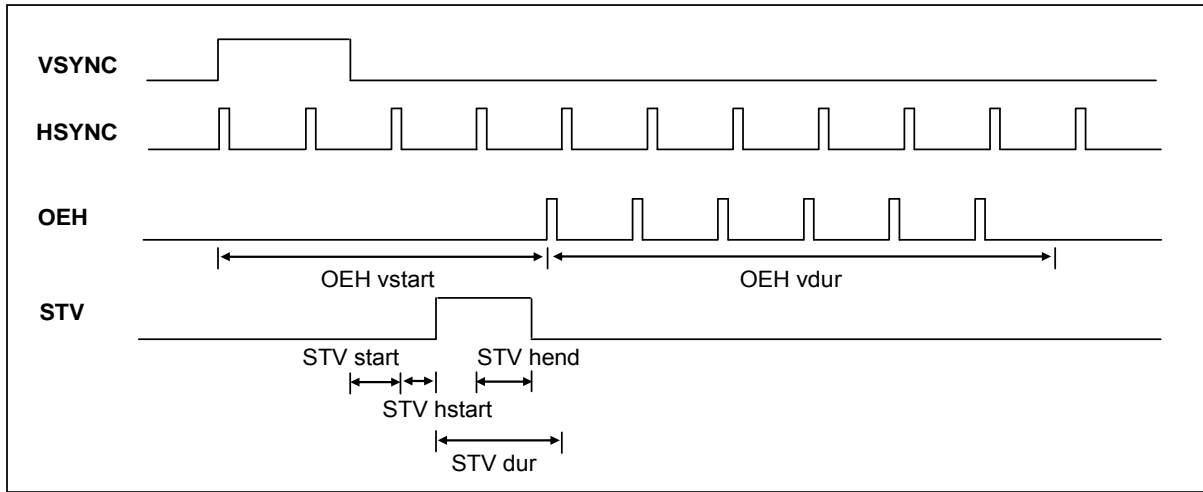 VSYNC
HSYNC
OEH
OEH vstart
OEH vdur
STV
STV start
STV hend
STV hstart
STV dur